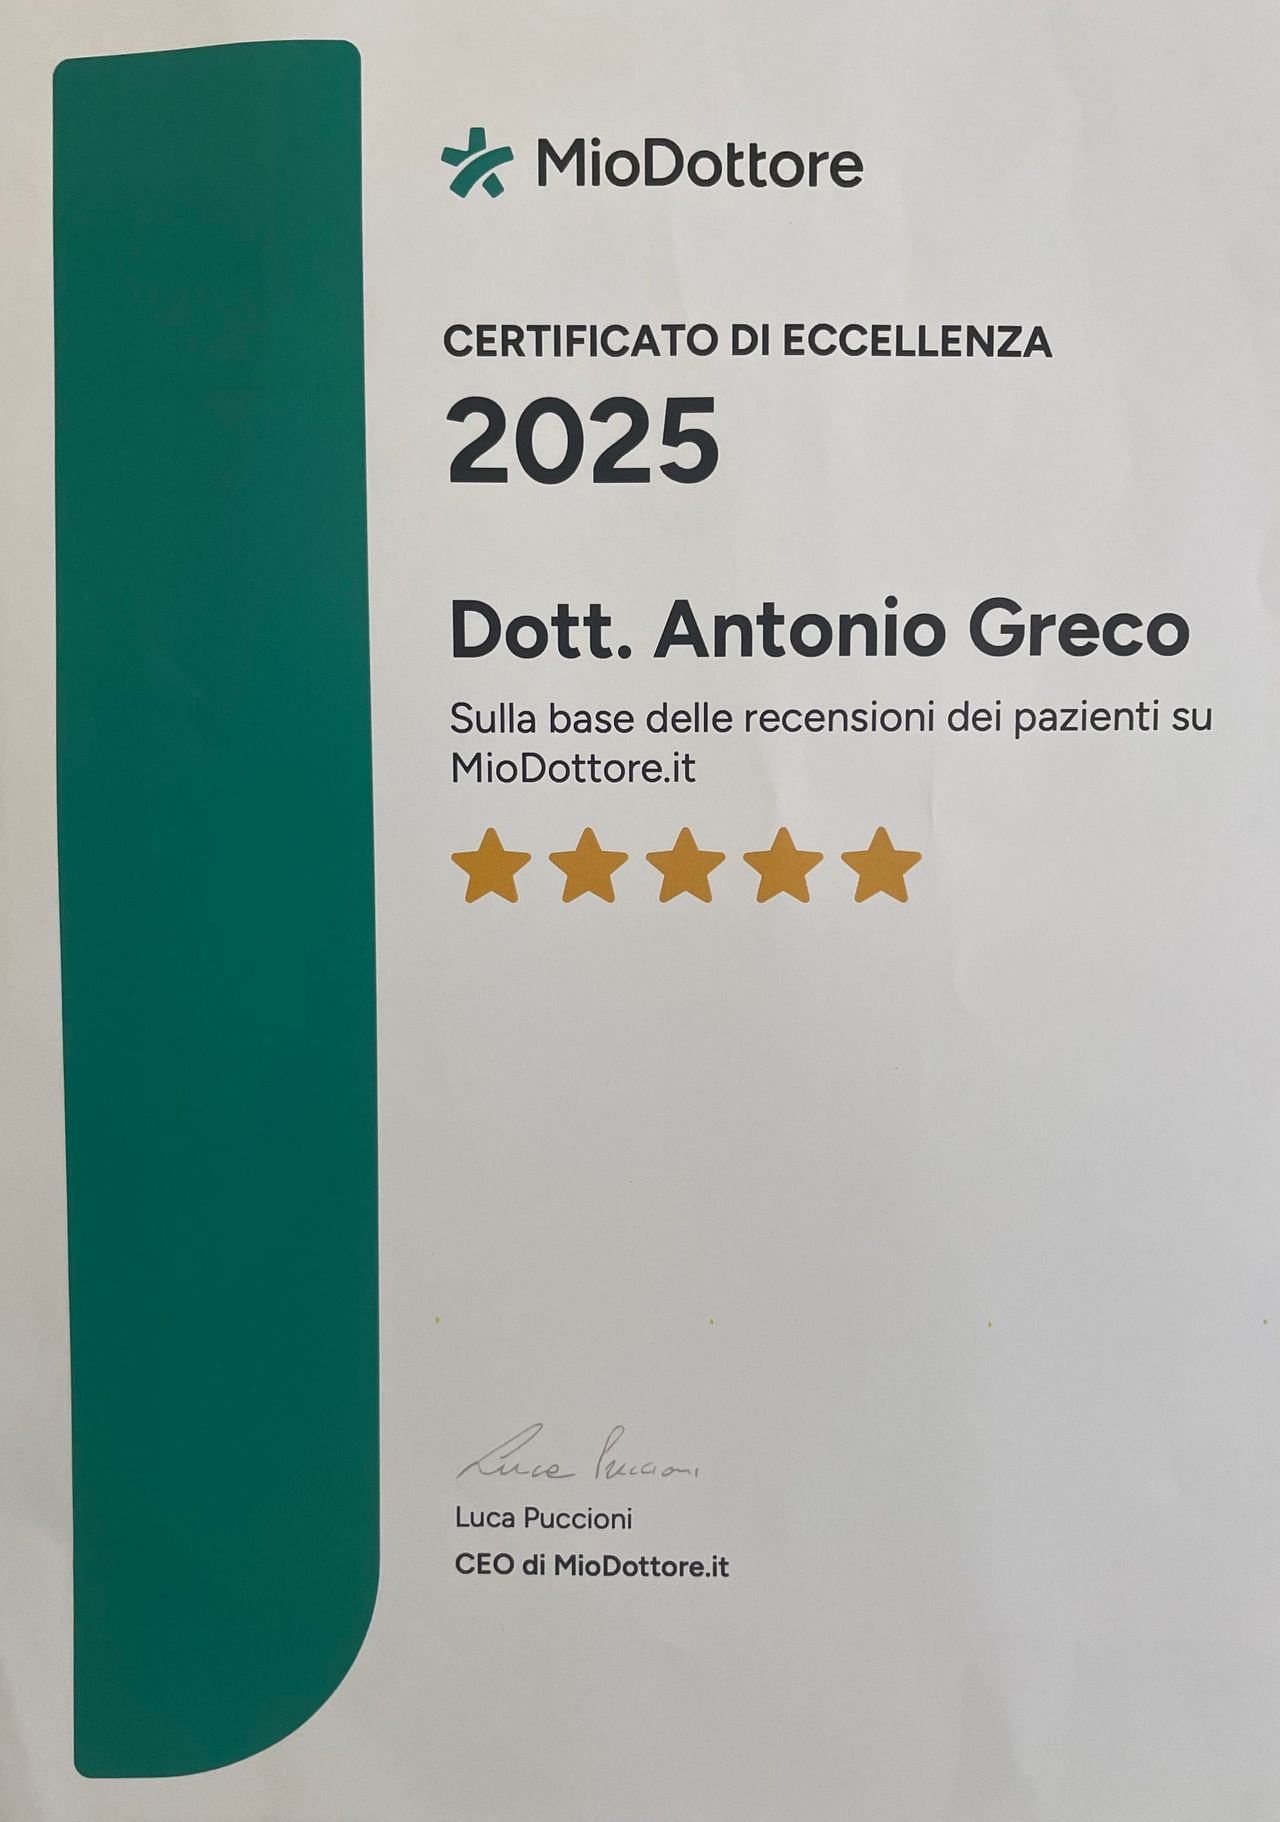 MioDottore
CERTIFICATO DI ECCELLENZA
2025
Dott. Antonio Greco
Sulla base delle recensioni dei pazienti su
MioDottore.it
Luca Puccioni
Luca Puccioni
CEO di MioDottore.it